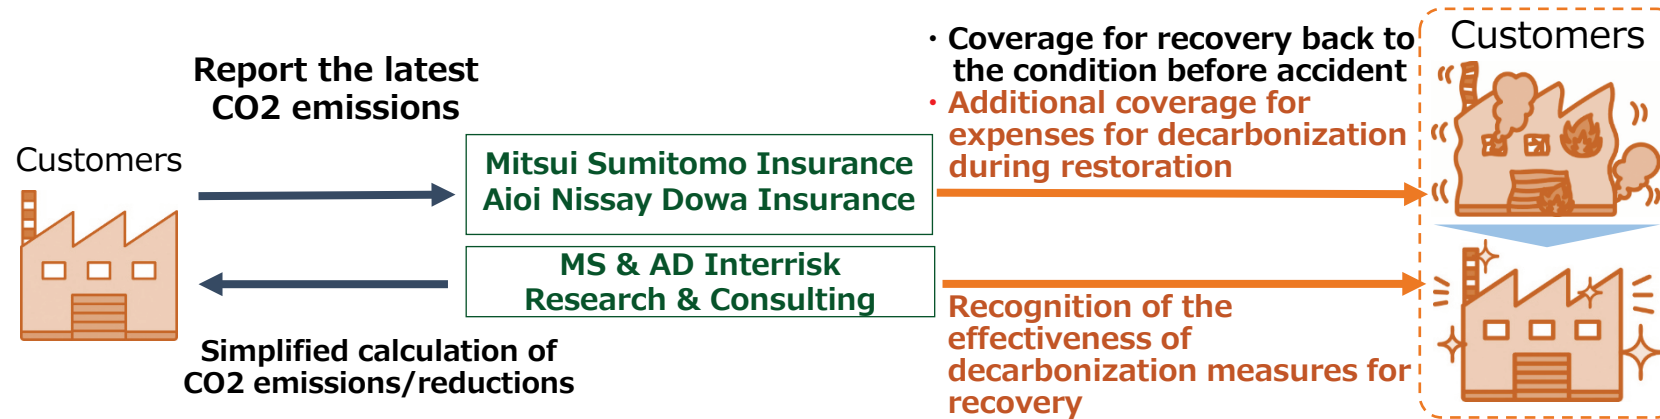 Customers
Report the latest
CO2 emissions
Mitsui Sumitomo Insurance
Aioi Nissay Dowa Insurance
MS & AD Interrisk
Research & Consulting
Simplified calculation of
CO2 emissions/reductions
・Coverage for recovery back to
the condition before accident
・Additional coverage for
expenses for decarbonization
during restoration
Recognition of the
effectiveness of
decarbonization measures for
recovery
Customers